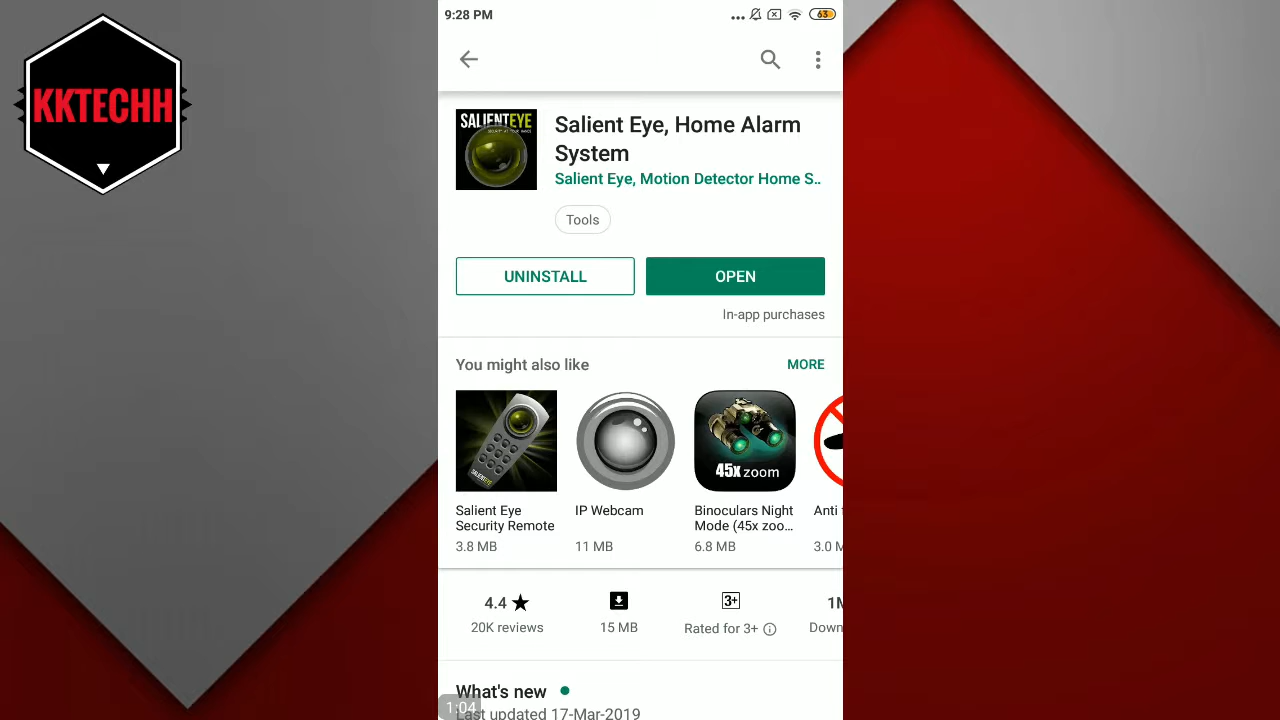 KKTECHH
9:28 PM
63
SALIENTEYE
Salient Eye, Home Alarm
System
Salient Eye, Motion Detector Home S..
Tools
UNINSTALL
OPEN
In-app purchases
You might also like
MORE
SALIENTEYE
45x zoom
Salient Eye
Security Remote
3.8 MB
IP Webcam
11 MB
Binoculars Night
Mode (45x zoo...
6.8 MB
Anti
3.0 M
4.4 ★
20K reviews
15 MB
3+
Rated for 3+
1M
Down
What's new
1:04
Last updated 17-Mar-2019